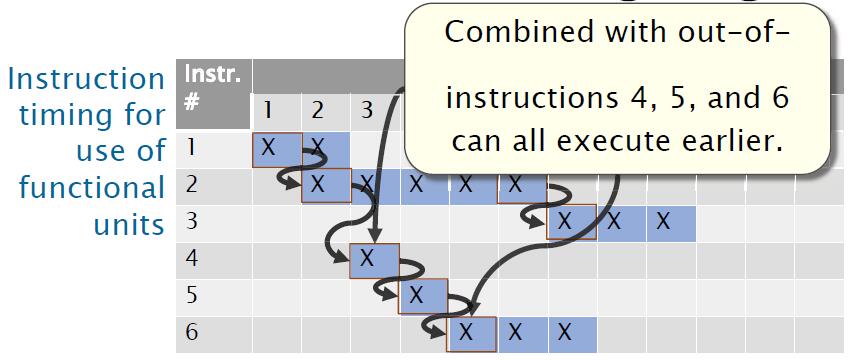 Combined with out-of-
instructions 4, 5, and 6
can all execute earlier.
Instruction
timing for
use of
functional
units
Instr.
#
1 2 3
1 X X
2 X X X X X
3 X X X
4 X
5 X
6 X X X